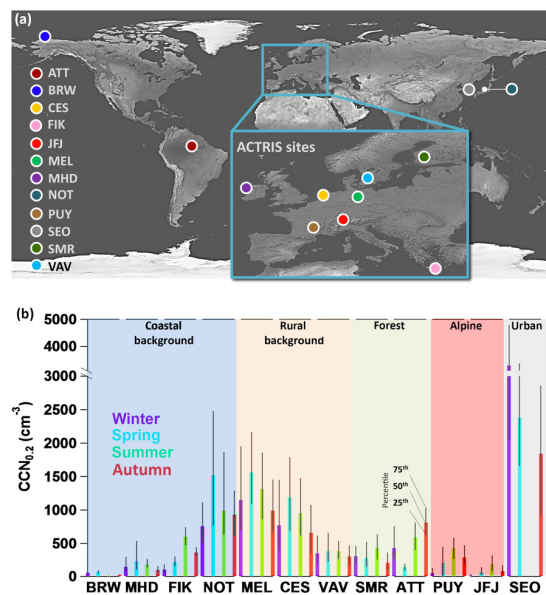 (a)
ATT
BRW
CES
FIK
JFJ
MEL
MHD
NOT
PUY
SEO
SMR
VAV
ACTRIS sites
(b)
CCN0.2 (cm-3)
5000
4000
3000
2500
2000
1500
1000
500
0
Coastal background
Rural background
Forest
Alpine
Urban
Winter
Spring
Summer
Autumn
75th
50th
25th
Percentile
BRW MHD FIK NOT MEL CES VAV SMR ATT PUY JFJ SEO